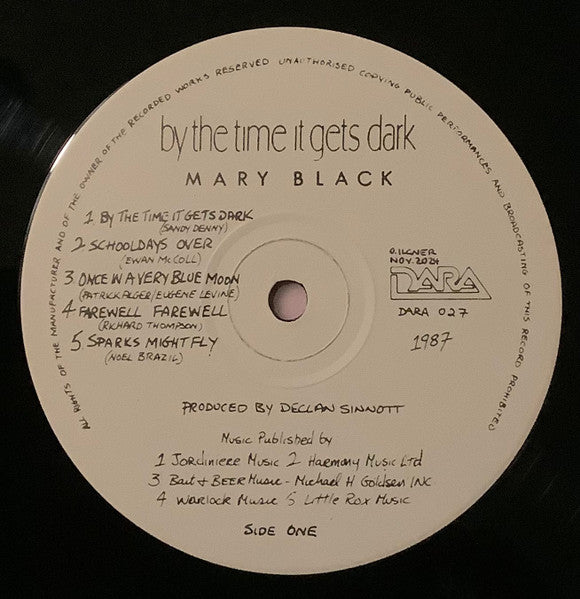 ALL RIGHTS OF THE MANUFACTURER AND OF THE OWNER OF THE RECORDED WORKS RESERVED UNAUTHORISED COPYING PUBLIC PERFORMANCES AND BROADCASTING OF THIS RECORD PROHIBITED
by the time it gets dark
MARY BLACK
1. BY THE TIME IT GETS DARK
(SANDY DENNY)
2 SCHOOLDAYS OVER
(EWAN McCOLL)
3 ONCE IN A VERY BLUE MOON
(PATRICK ALGER/EUGENE LEVINE)
4 FAREWELL FAREWELL
(RICHARD THOMPSON)
5 SPARKS MIGHT FLY
(NOEL BRAZIL)
O. ILGNER
NOV. 2024
DARA
DARA 027
1987
PRODUCED BY DECLAN SINNOTT
Music Published by
1 Jardiniere Music 2 Harmony Music Ltd
3 Bait & BEER Music - Michael H Goldsen INC
4 Warlock Music 5 Little Rox Music
SIDE ONE